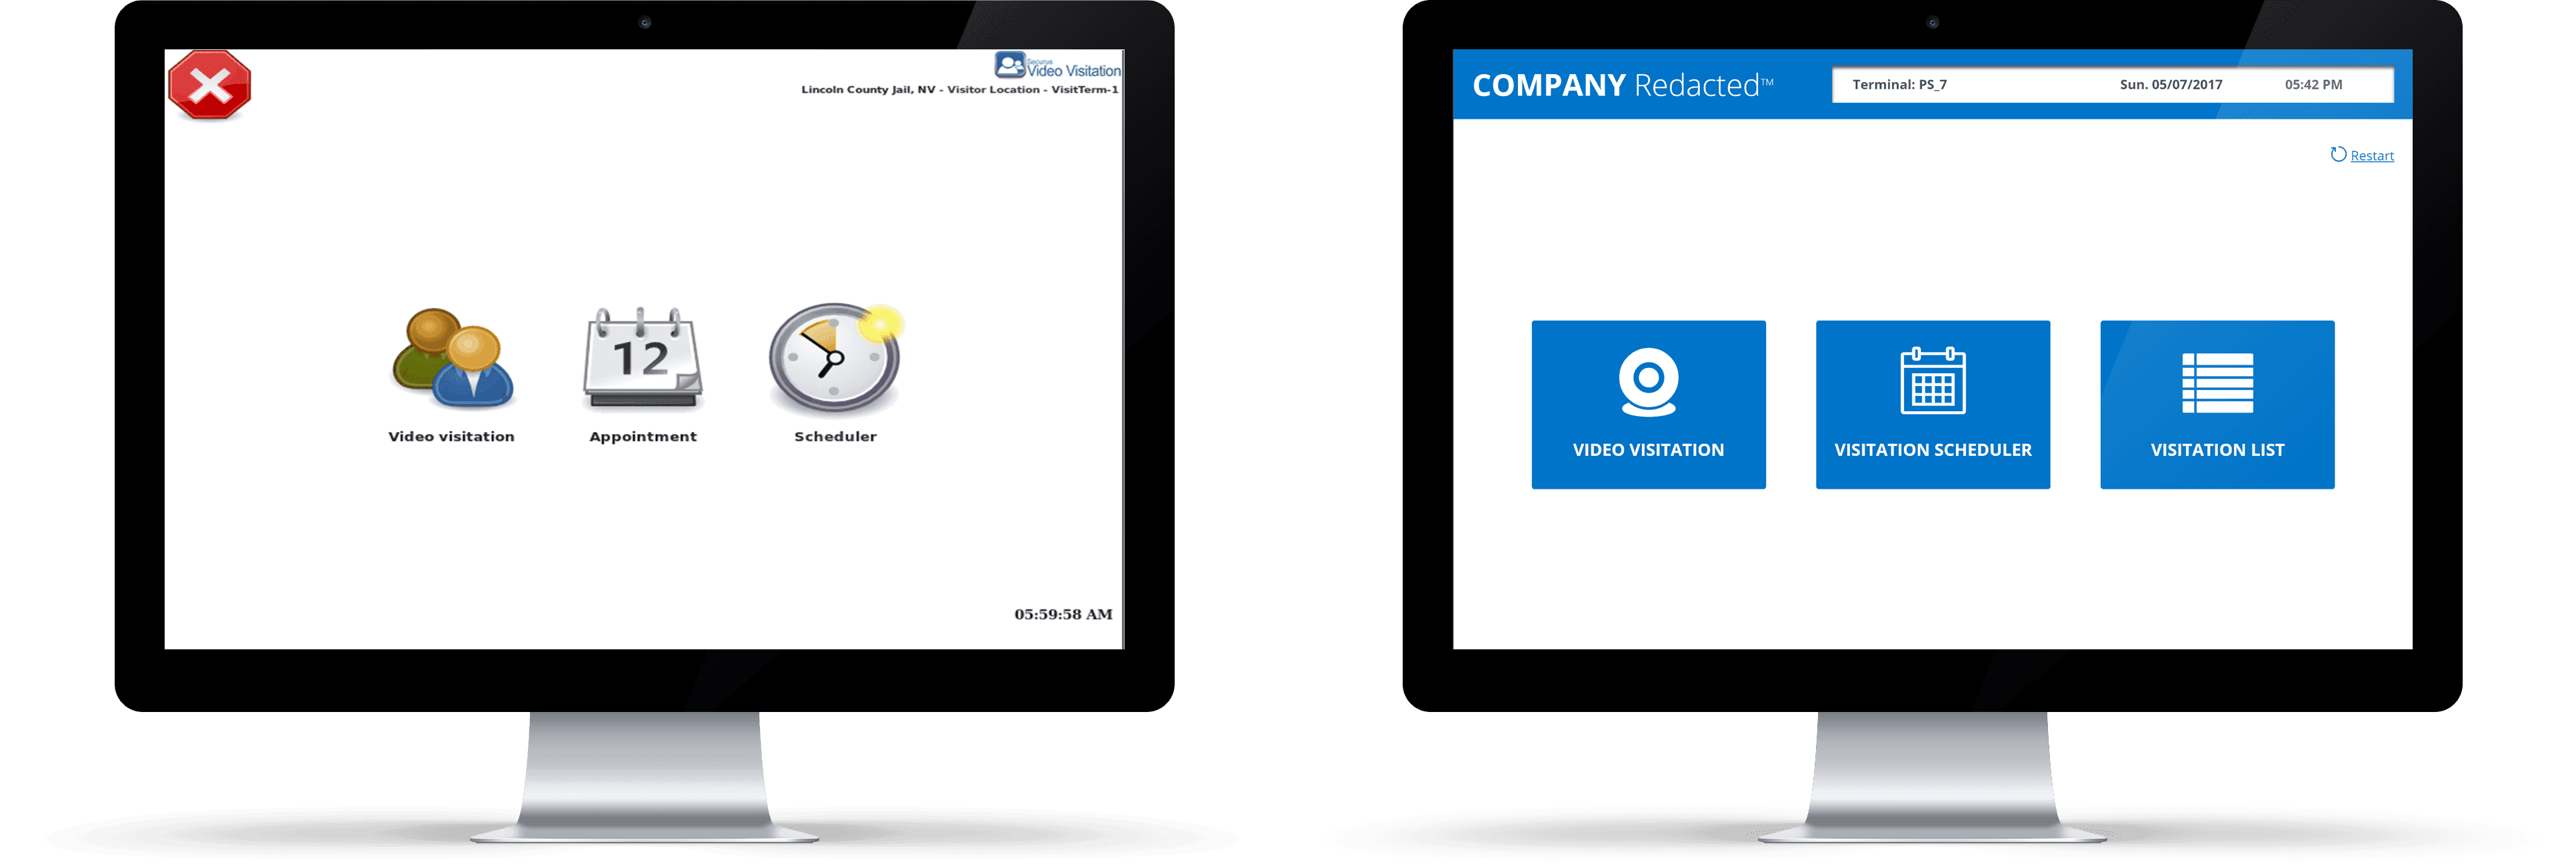 Securus
Video Visitation
Lincoln County Jail, NV - Visitor Location - VisitTerm-1
12
Video visitation
Appointment
Scheduler
05:59:58 AM
COMPANY Redacted™
Terminal: PS_7
Sun. 05/07/2017
05:42 PM
Restart
VIDEO VISITATION
VISITATION SCHEDULER
VISITATION LIST